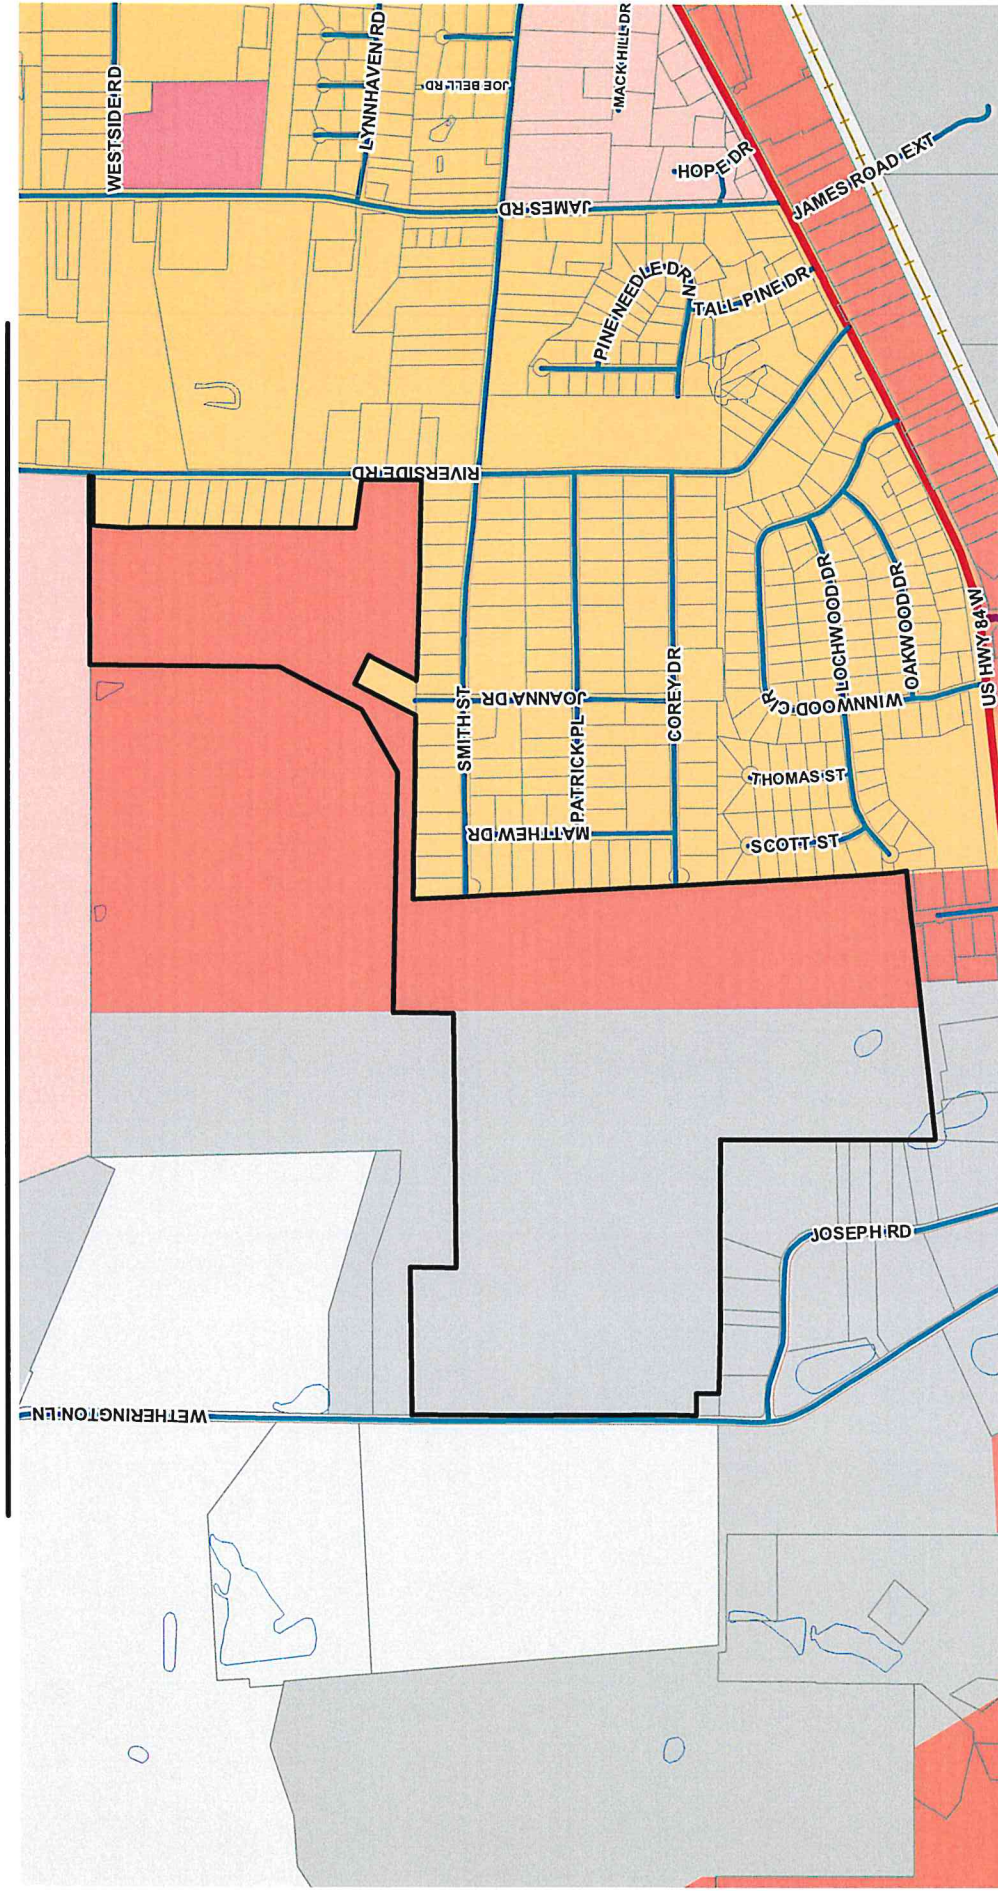 WESTSIDE RD
LYNNHAVEN RD
JOE BELL RD
MACK HILL DR
HOPE DR
JAMES ROAD EXT
JAMES RD
PINE NEEDLE DR N
TALL PINE DR
RIVERSIDE RD
SMITH ST
JOANNA DR
PATRICK PL
COREY DR
MATTHEW DR
LOCHWOOD DR
OAKWOOD DR
WINNWOOD CIR
US HWY 84 W
THOMAS ST
SCOTT ST
JOSEPH RD
WETHERINGTON LN